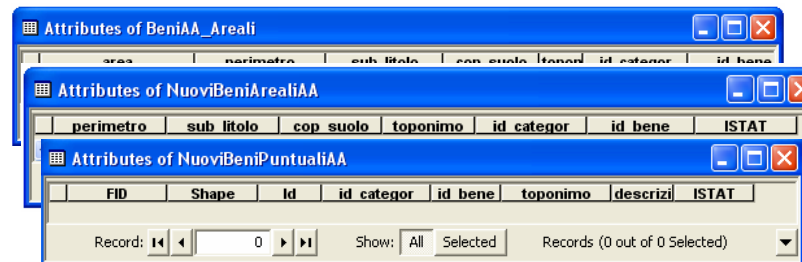 Attributes of BeniAA_Areali
area perimetro sub_litolo cop_suolo topon id_categor id_bene
Attributes of NuoviBeniArealiAA
perimetro sub_litolo cop_suolo toponimo id_categor id_bene ISTAT
Attributes of NuoviBeniPuntualiAA
FID Shape Id id_categor id_bene toponimo descrizi ISTAT
Record: 0 Show: All Selected Records (0 out of 0 Selected)